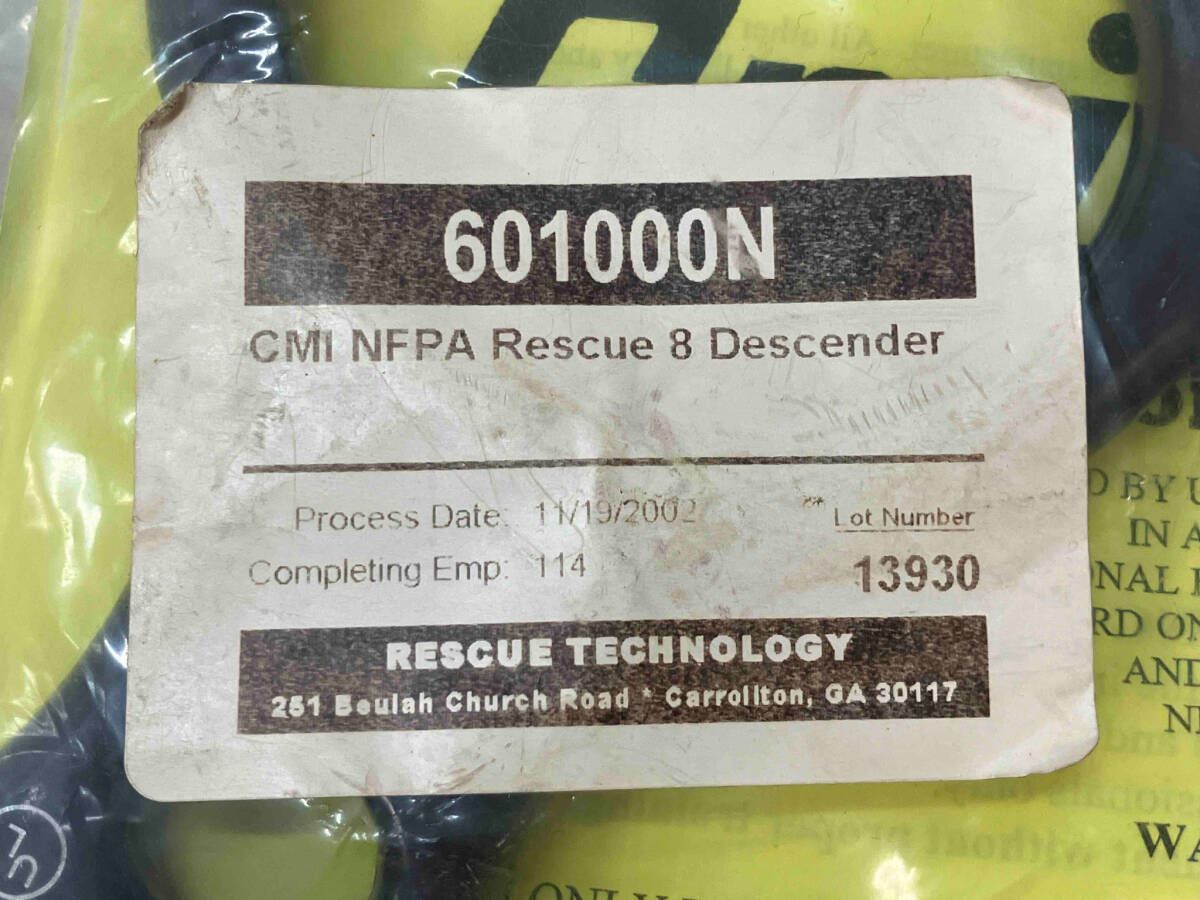 601000N
CMI NFPA Rescue 8 Descender
Process Date: 11/19/2002 ** Lot Number
Completing Emp: 114 13930
RESCUE TECHNOLOGY
251 Beulah Church Road * Carrollton, GA 30117
BY
IN A
RD ON
AND
WA
ONLY